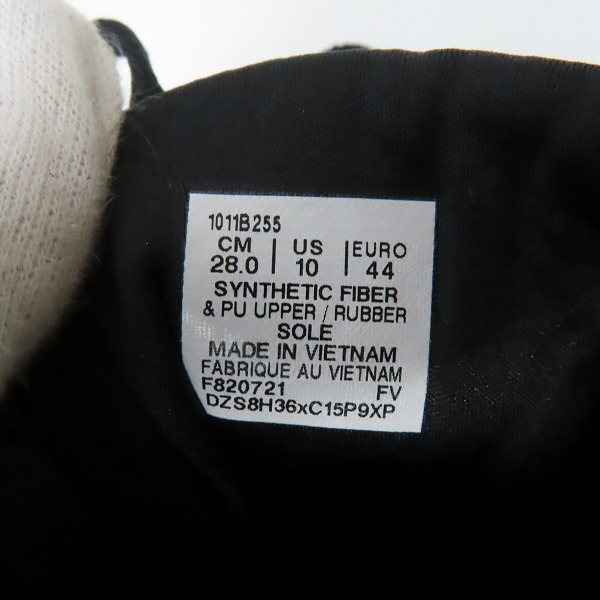 1011B255
CM | US | EURO
28.0 | 10 | 44
SYNTHETIC FIBER
& PU UPPER / RUBBER
SOLE
MADE IN VIETNAM
FABRIQUE AU VIETNAM
F820721 FV
DZS8H36xC15P9XP